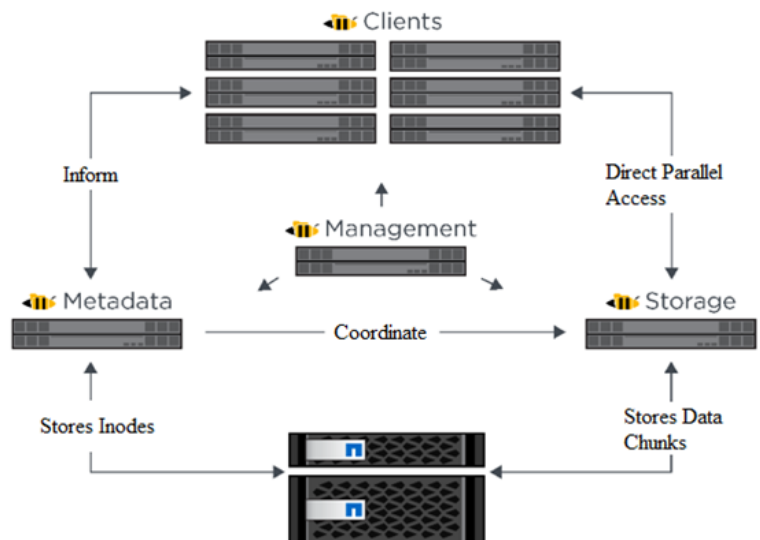 Clients
Inform
Direct Parallel
Access
Management
Metadata
Storage
Coordinate
Stores Inodes
Stores Data
Chunks